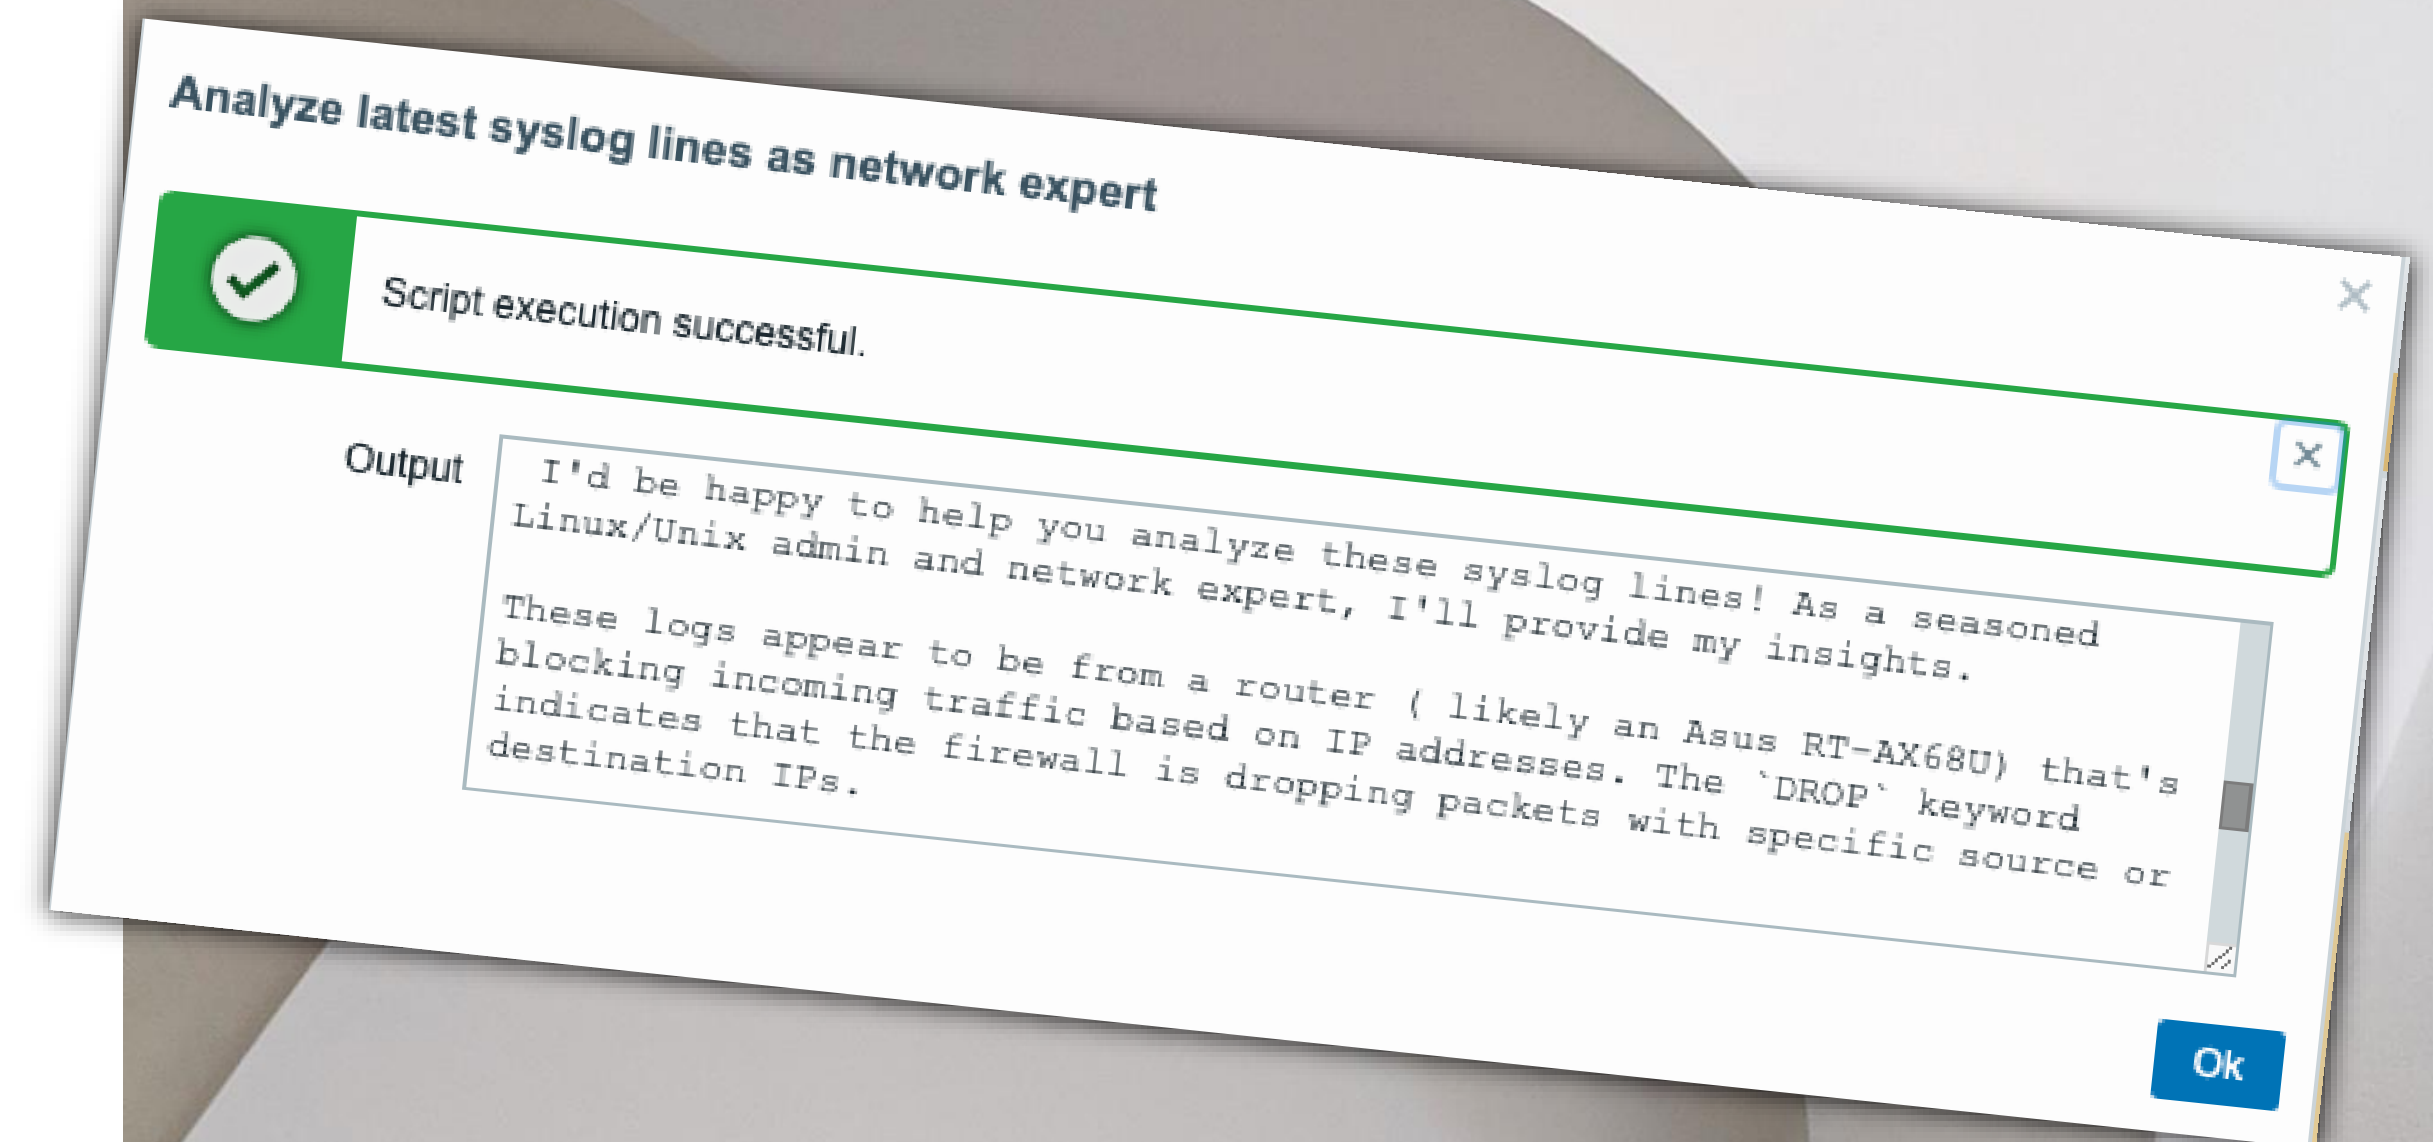 Analyze latest syslog lines as network expert
Script execution successful.
Output
I'd be happy to help you analyze these syslog lines! As a seasoned
Linux/Unix admin and network expert, I'll provide my insights.
These logs appear to be from a router ( likely an Asus RT-AX68U) that's
blocking incoming traffic based on IP addresses. The `DROP` keyword
indicates that the firewall is dropping packets with specific source or
destination IPs.
Ok